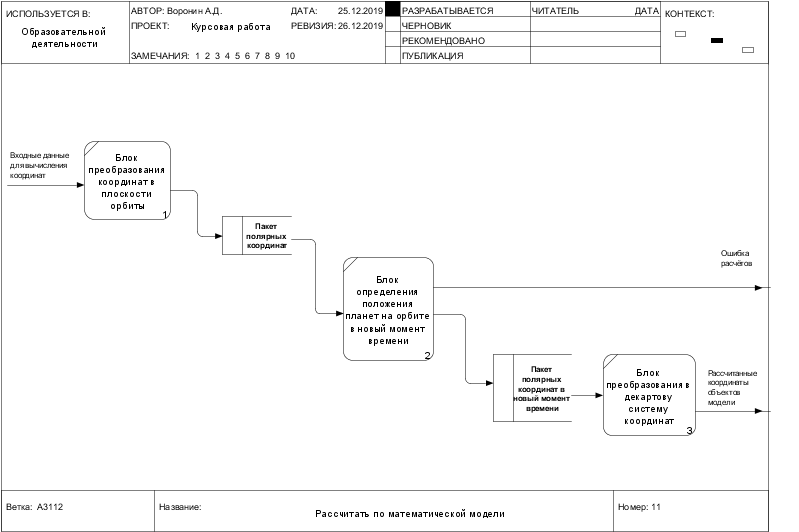 ИСПОЛЬЗУЕТСЯ В:
Образовательной
деятельности
АВТОР: Воронин А.Д.
ДАТА: 25.12.2019
ПРОЕКТ: Курсовая работа
РЕВИЗИЯ: 26.12.2019
ЗАМЕЧАНИЯ: 1 2 3 4 5 6 7 8 9 10
РАЗРАБАТЫВАЕТСЯ
ЧЕРНОВИК
РЕКОМЕНДОВАНО
ПУБЛИКАЦИЯ
ЧИТАТЕЛЬ ДАТА
КОНТЕКСТ:
Входные данные
для вычисления
координат
Блок
преобразования
координат в
плоскости
орбиты
1
Пакет
полярных
координат
Блок
определения
положения
планет на орбите
в новый момент
времени
2
Ошибка
расчётов
Пакет
полярных
координат в
новый момент
времени
Блок
преобразования в
декартову
систему
координат
3
Рассчитанные
координаты
объектов
модели
Ветка: А3112
Название:
Рассчитать по математической модели
Номер: 11